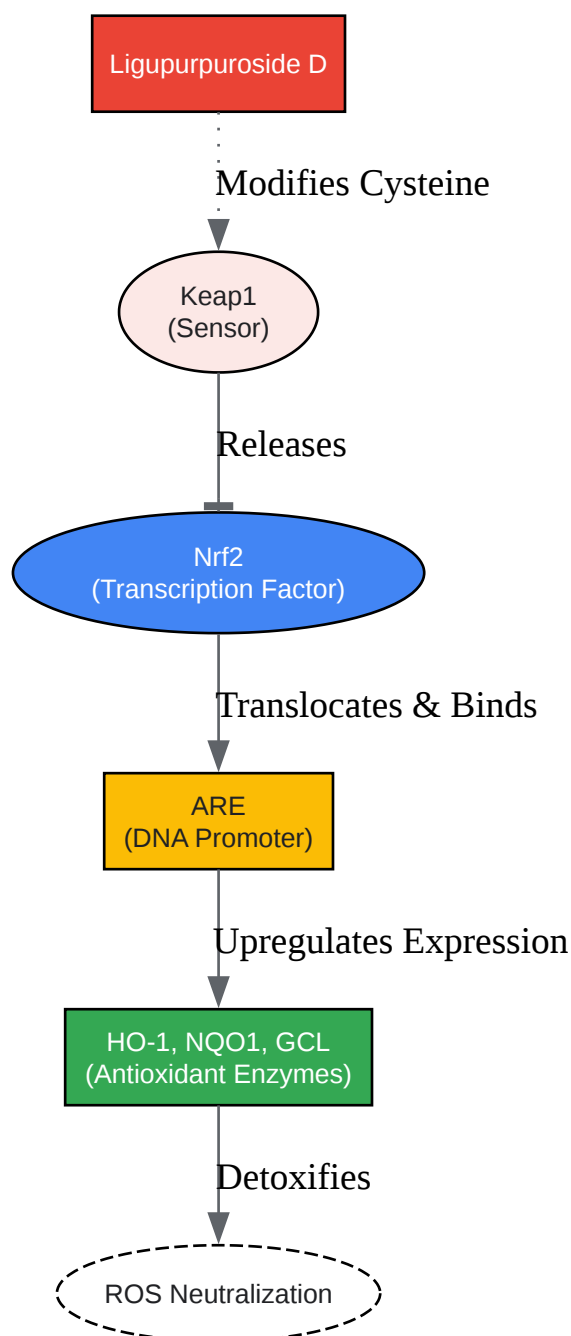 Ligupurpuroside D
Modifies Cysteine
Keap1
(Sensor)
Releases
Nrf2
(Transcription Factor)
Translocates & Binds
ARE
(DNA Promoter)
Upregulates Expression
HO-1, NQO1, GCL
(Antioxidant Enzymes)
Detoxifies
ROS Neutralization